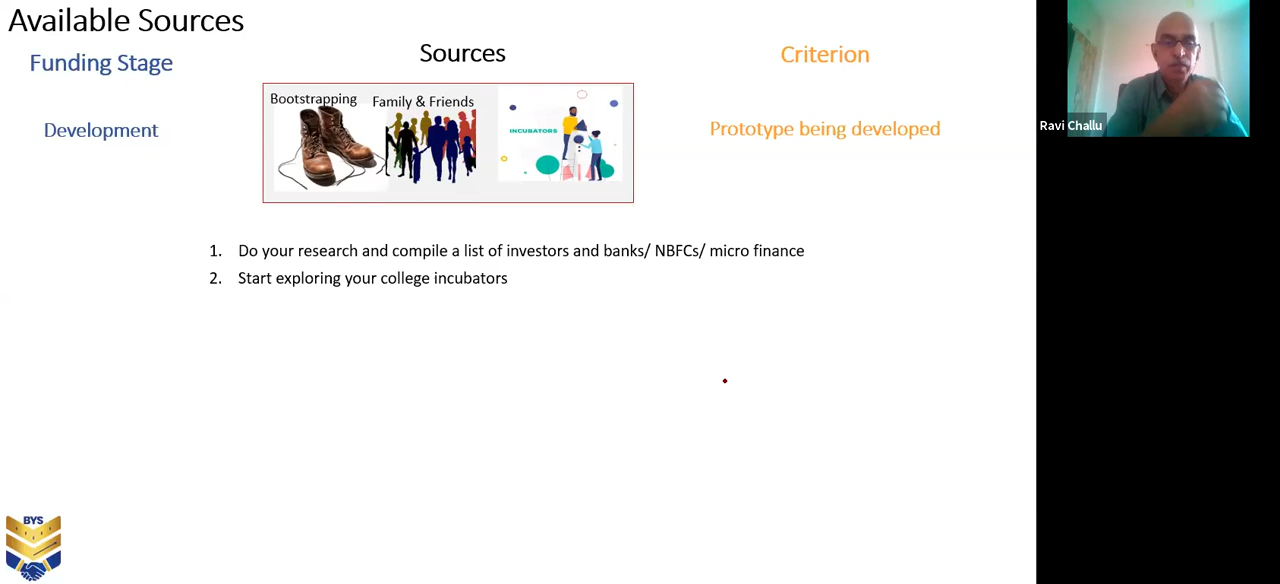 Available Sources
Funding Stage
Sources
Criterion
Bootstrapping
Family & Friends
INCUBATORS
Development
Prototype being developed
Ravi Challu
1. Do your research and compile a list of investors and banks/ NBFCs/ micro finance
2. Start exploring your college incubators
BYS